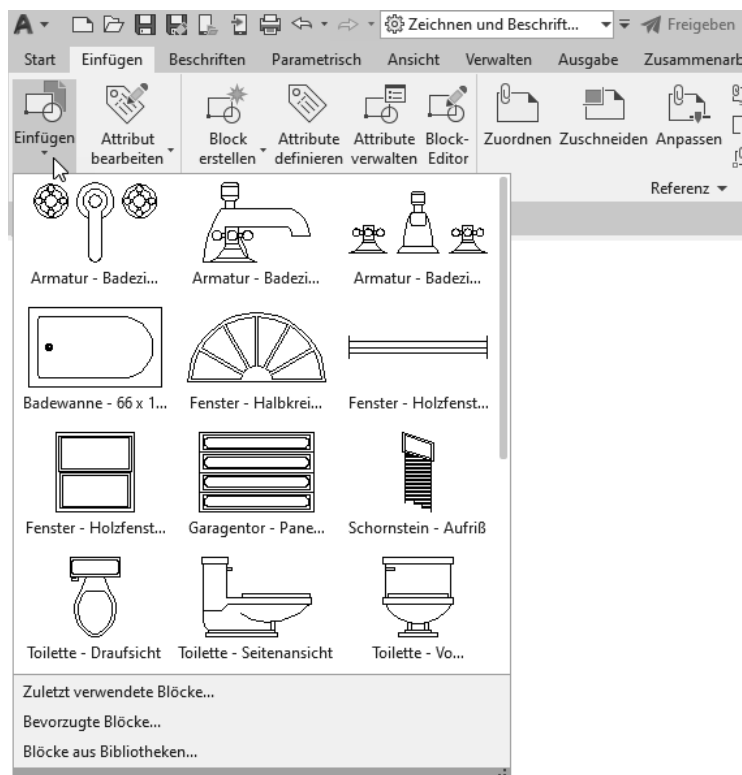 A
Zeichnen und Beschrift...
Freigeben
Start Einfügen Beschriften Parametrisch Ansicht Verwalten Ausgabe Zusammenarb
Einfügen Attribut bearbeiten Block erstellen Attribute definieren Attribute verwalten Block-Editor Zuordnen Zuschneiden Anpassen
Referenz
Armatur - Badezi... Armatur - Badezi... Armatur - Badezi...
Badewanne - 66 x 1... Fenster - Halbkrei... Fenster - Holzfenst...
Fenster - Holzfenst... Garagentor - Pane... Schornstein - Aufriß
Toilette - Draufsicht Toilette - Seitenansicht Toilette - Vo...
Zuletzt verwendete Blöcke...
Bevorzugte Blöcke...
Blöcke aus Bibliotheken...